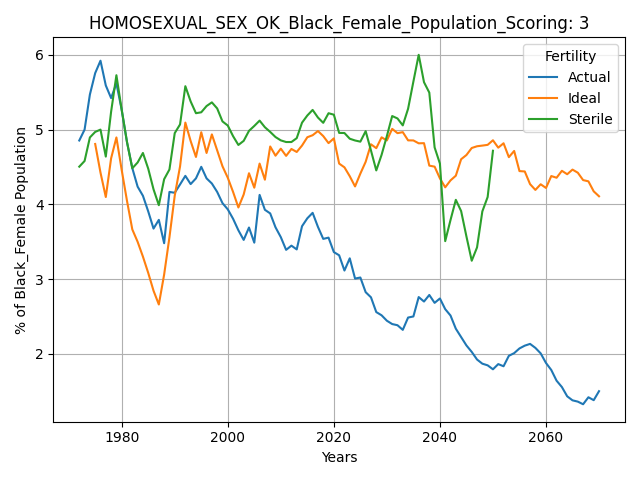 HOMOSEXUAL_SEX_OK_Black_Female_Population_Scoring: 3
% of Black_Female Population
6
5
4
3
2
Fertility
Actual
Ideal
Sterile
1980
2000
2020
2040
2060
Years